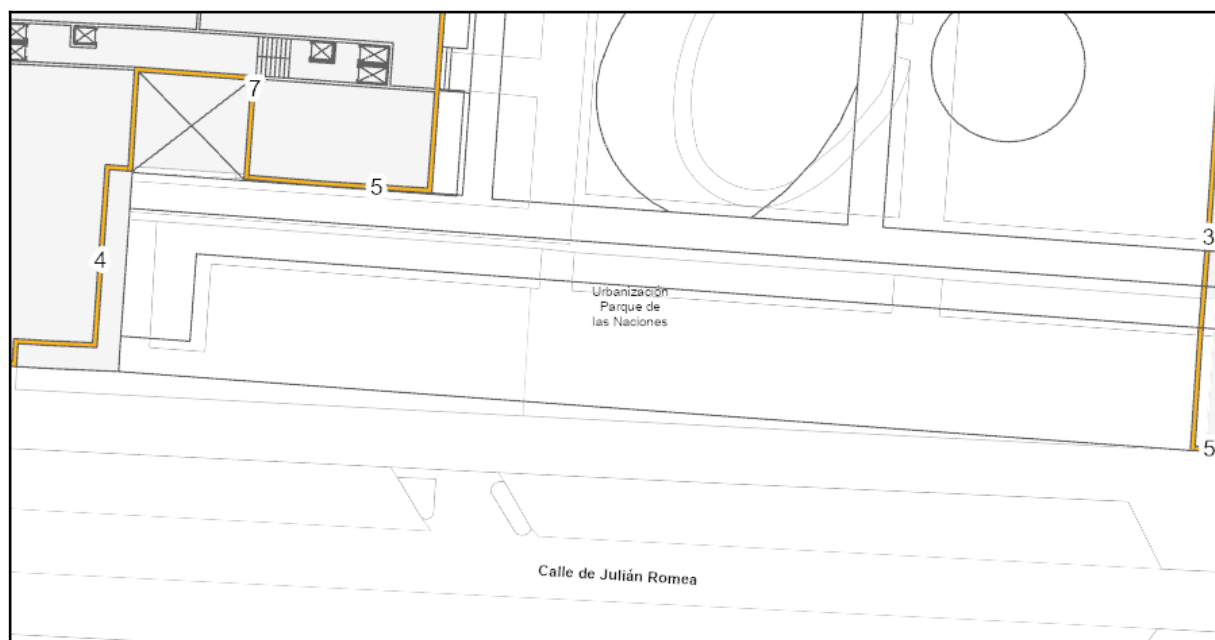 7
5
4
3
Urbanización
Parque de
las Naciones
5
Calle de Julián Romea